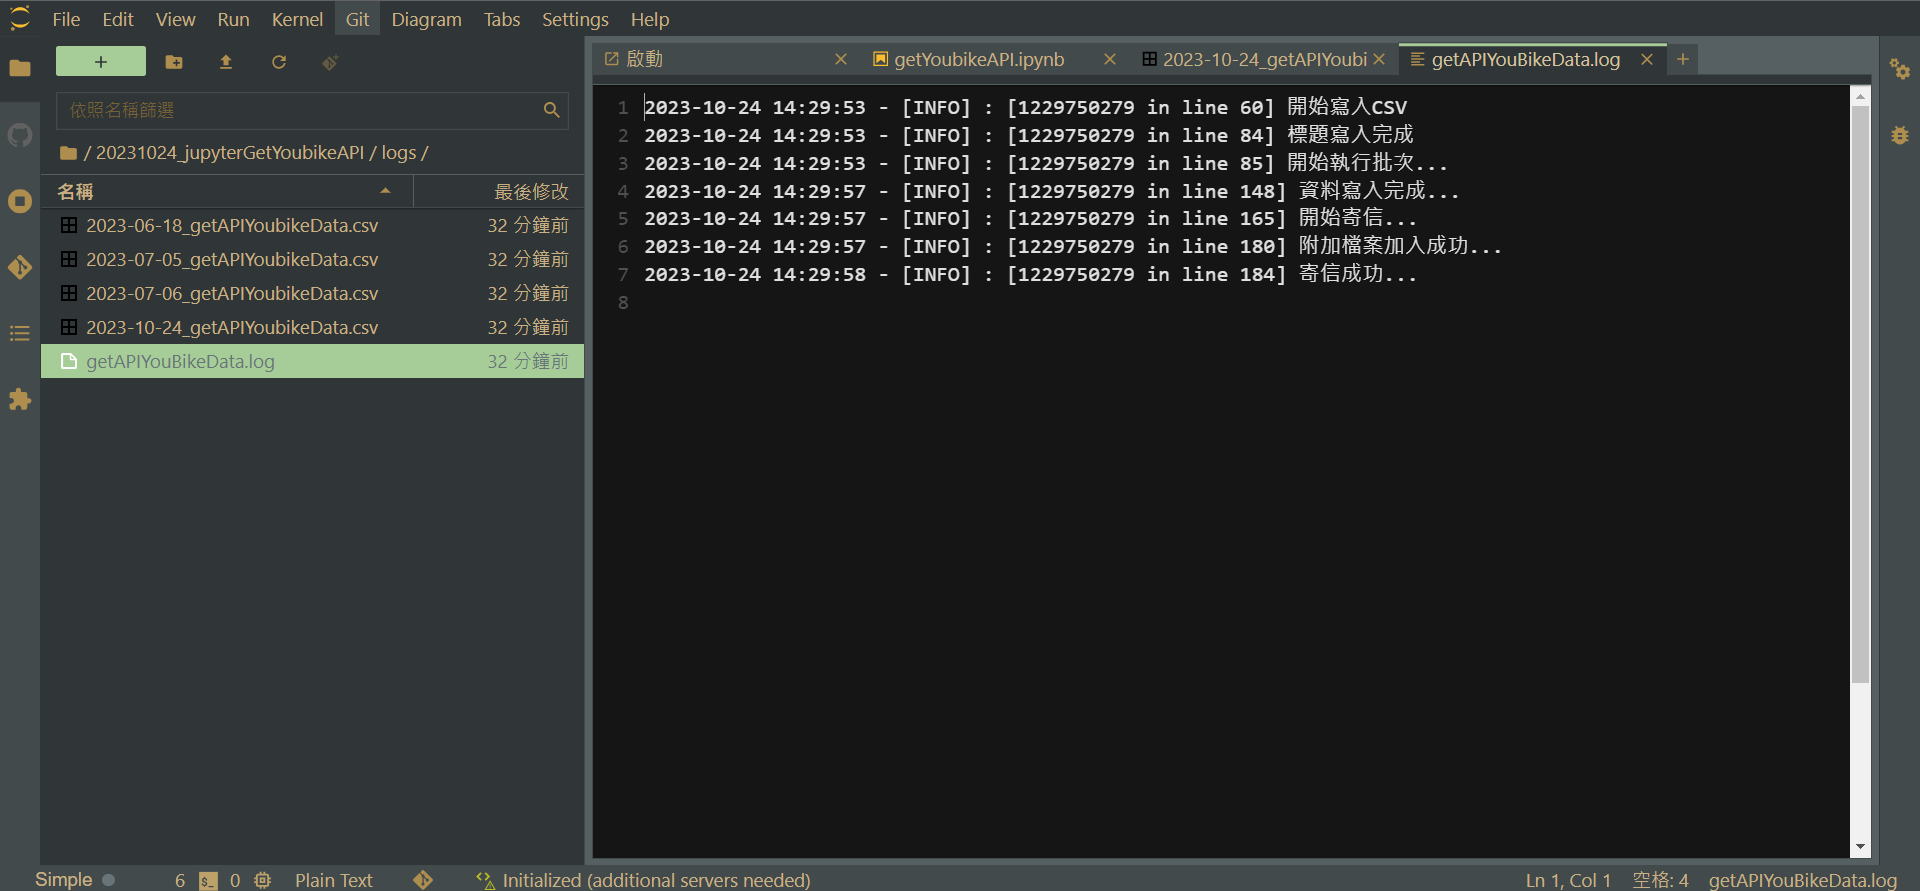 File Edit View Run Kernel Git Diagram Tabs Settings Help
+
依照名稱篩選
/ 20231024_jupyterGetYoubikeAPI / logs /
名稱 最後修改
2023-06-18_getAPIYoubikeData.csv 32 分鐘前
2023-07-05_getAPIYoubikeData.csv 32 分鐘前
2023-07-06_getAPIYoubikeData.csv 32 分鐘前
2023-10-24_getAPIYoubikeData.csv 32 分鐘前
getAPIYouBikeData.log 32 分鐘前
啟動 getYoubikeAPI.ipynb 2023-10-24_getAPIYoubi getAPIYouBikeData.log +
1 2023-10-24 14:29:53 - [INFO] : [1229750279 in line 60] 開始寫入CSV
2 2023-10-24 14:29:53 - [INFO] : [1229750279 in line 84] 標題寫入完成
3 2023-10-24 14:29:53 - [INFO] : [1229750279 in line 85] 開始執行批次...
4 2023-10-24 14:29:57 - [INFO] : [1229750279 in line 148] 資料寫入完成...
5 2023-10-24 14:29:57 - [INFO] : [1229750279 in line 165] 開始寄信...
6 2023-10-24 14:29:57 - [INFO] : [1229750279 in line 180] 附加檔案加入成功...
7 2023-10-24 14:29:58 - [INFO] : [1229750279 in line 184] 寄信成功...
8
Simple 6 0 Plain Text Initialized (additional servers needed) Ln 1, Col 1 空格: 4 getAPIYouBikeData.log